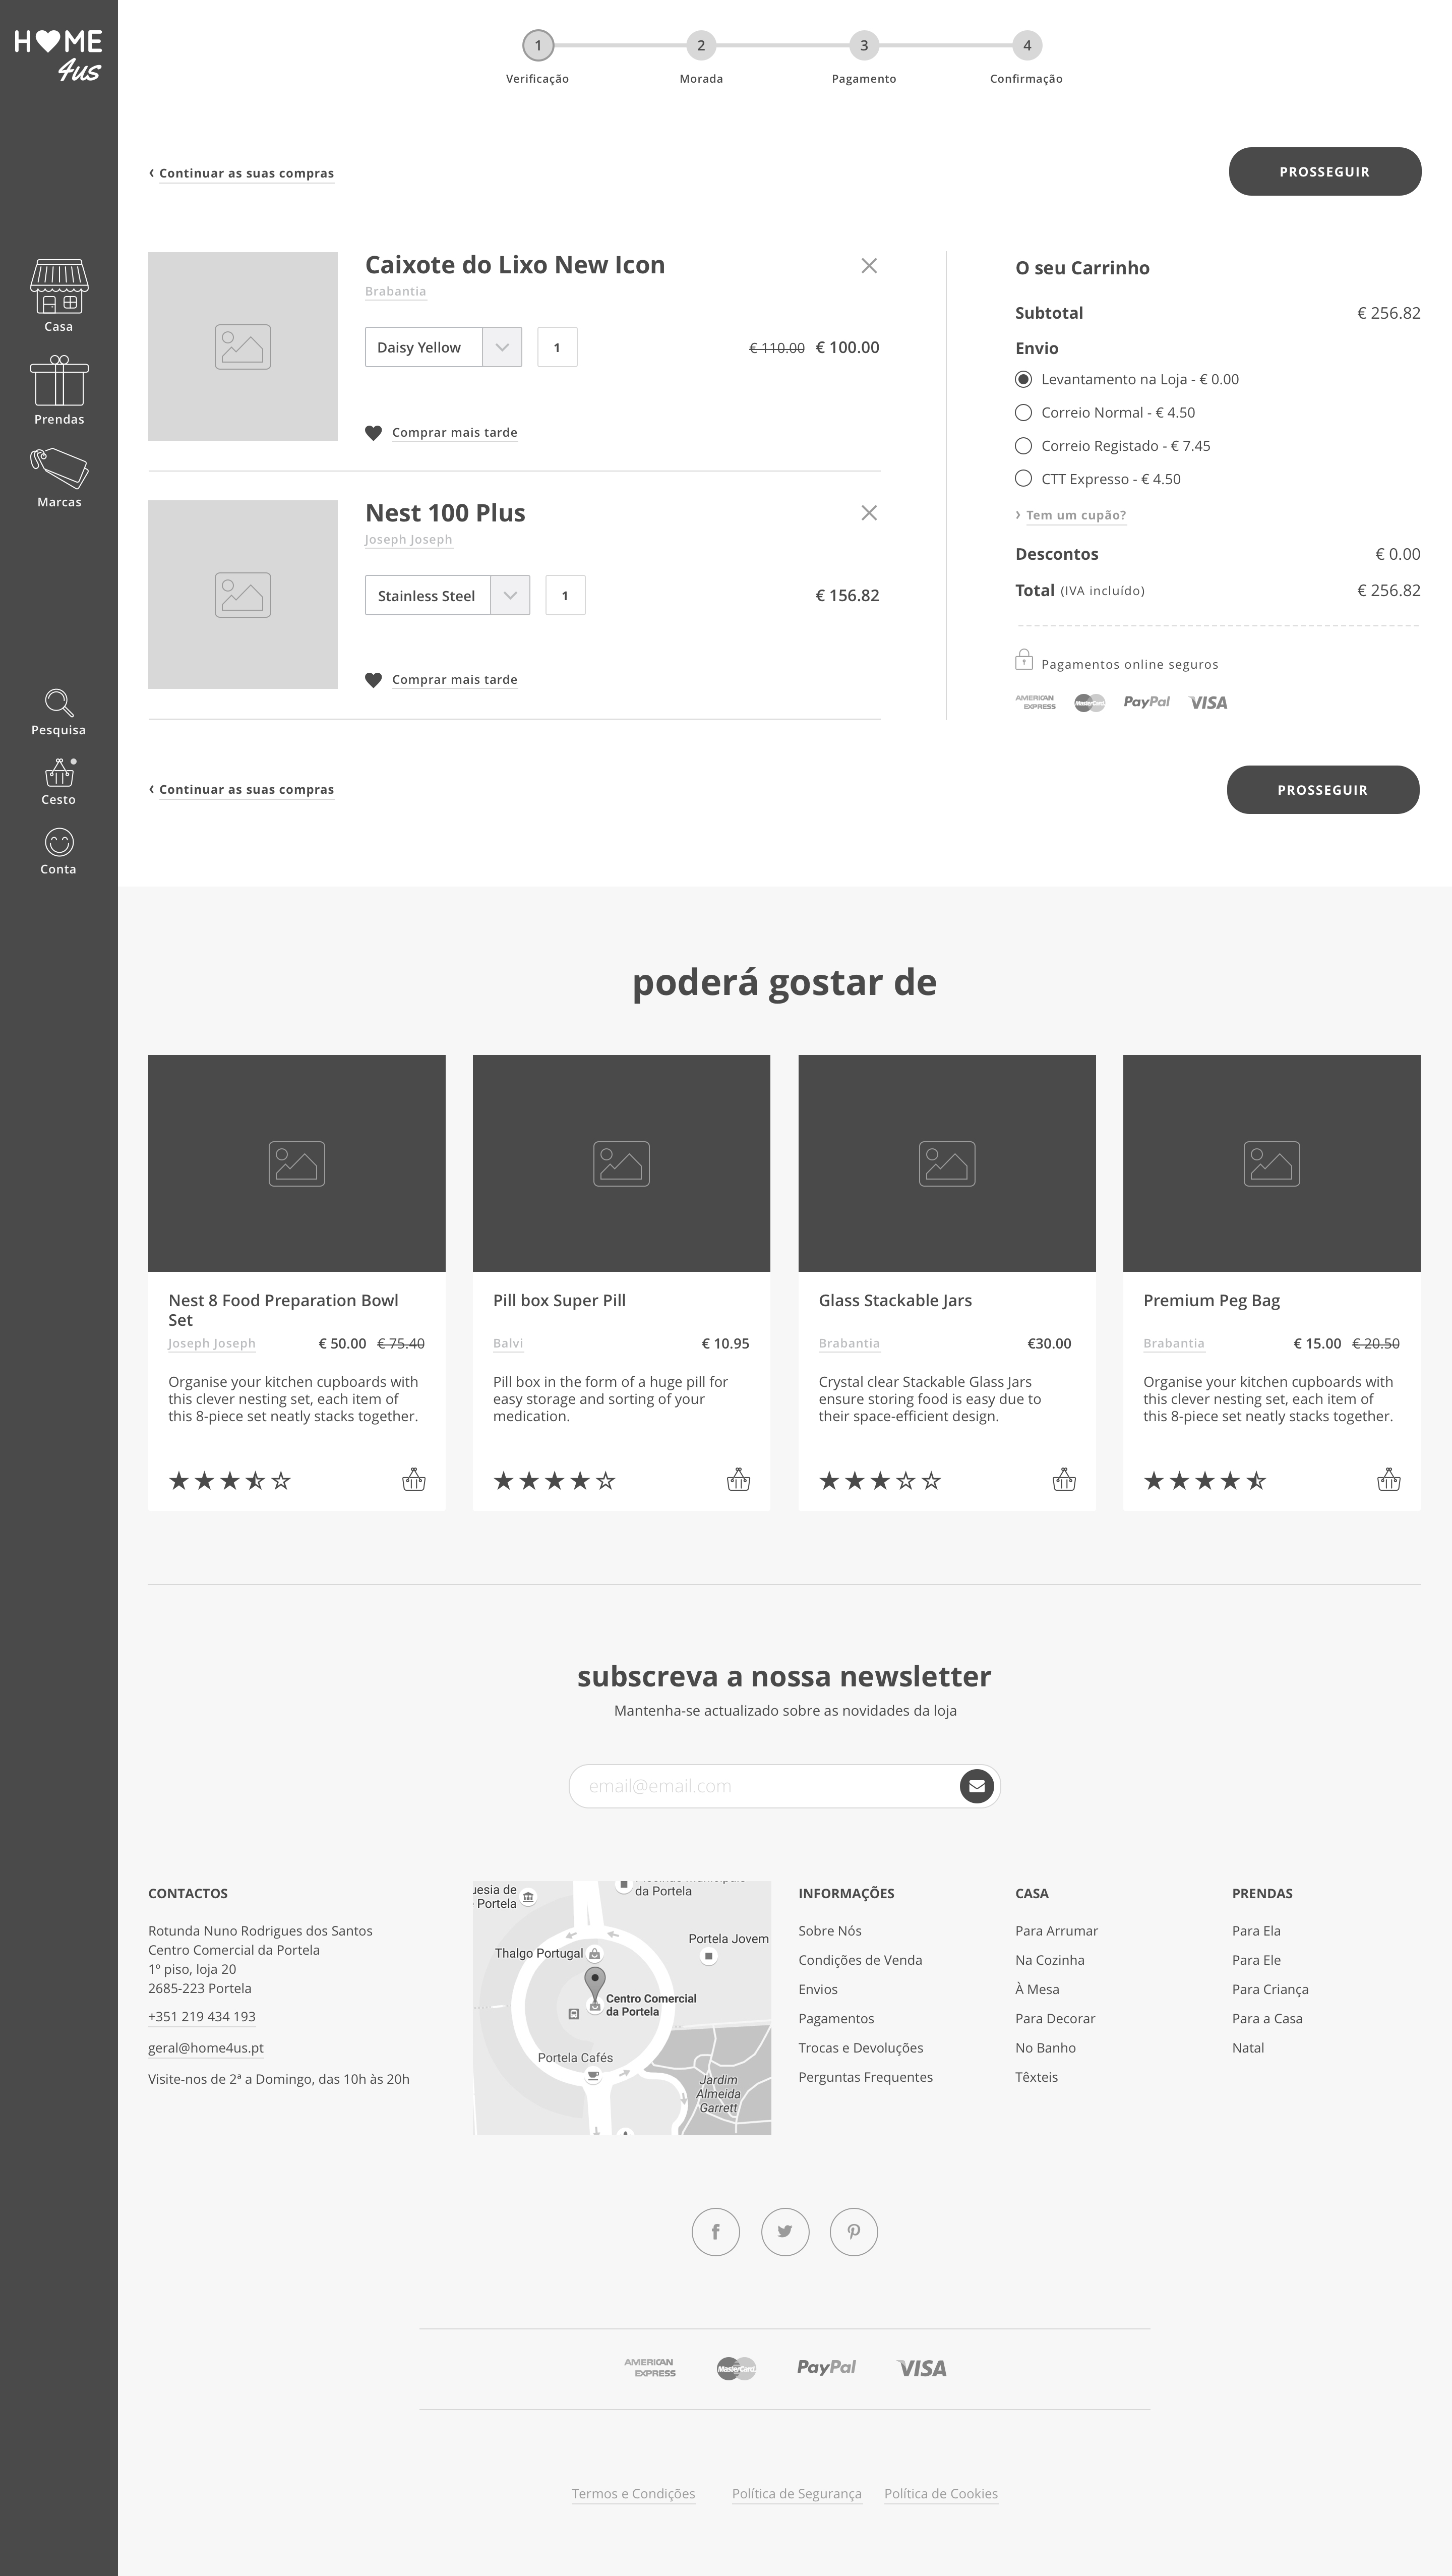 HOME
4us
Casa
Prendas
Marcas
Pesquisa
Cesto
Conta
1
2
3
4
Verificação
Morada
Pagamento
Confirmação
Continuar as suas compras
PROSSEGUIR
Caixote do Lixo New Icon
Brabantia
Daisy Yellow
1
€ 110.00 € 100.00
Comprar mais tarde
Nest 100 Plus
Joseph Joseph
Stainless Steel
1
€ 156.82
Comprar mais tarde
O seu Carrinho
Subtotal € 256.82
Envio
Levantamento na Loja - € 0.00
Correio Normal - € 4.50
Correio Registado - € 7.45
CTT Expresso - € 4.50
Tem um cupão?
Descontos € 0.00
Total (IVA incluído) € 256.82
Pagamentos online seguros
AMERICAN
EXPRESS
MasterCard
PayPal
VISA
Continuar as suas compras
PROSSEGUIR
poderá gostar de
Nest 8 Food Preparation Bowl
Set
Joseph Joseph € 50.00 € 75.40
Organise your kitchen cupboards with
this clever nesting set, each item of
this 8-piece set neatly stacks together.
Pill box Super Pill
Balvi € 10.95
Pill box in the form of a huge pill for
easy storage and sorting of your
medication.
Glass Stackable Jars
Brabantia €30.00
Crystal clear Stackable Glass Jars
ensure storing food is easy due to
their space-efficient design.
Premium Peg Bag
Brabantia € 15.00 € 20.50
Organise your kitchen cupboards with
this clever nesting set, each item of
this 8-piece set neatly stacks together.
subscreva a nossa newsletter
Mantenha-se actualizado sobre as novidades da loja
email@email.com
CONTACTOS
Rotunda Nuno Rodrigues dos Santos
Centro Comercial da Portela
1º piso, loja 20
2685-223 Portela
+351 219 434 193
geral@home4us.pt
Visite-nos de 2ª a Domingo, das 10h às 20h
uesia de
Portela
da Portela
Portela Jovem
Thalgo Portugal
Centro Comercial
da Portela
Portela Cafés
Jardim
Almeida
Garrett
INFORMAÇÕES
Sobre Nós
Condições de Venda
Envios
Pagamentos
Trocas e Devoluções
Perguntas Frequentes
CASA
Para Arrumar
Na Cozinha
À Mesa
Para Decorar
No Banho
Têxteis
PRENDAS
Para Ela
Para Ele
Para Criança
Para a Casa
Natal
AMERICAN
EXPRESS
MasterCard
PayPal
VISA
Termos e Condições
Política de Segurança
Política de Cookies